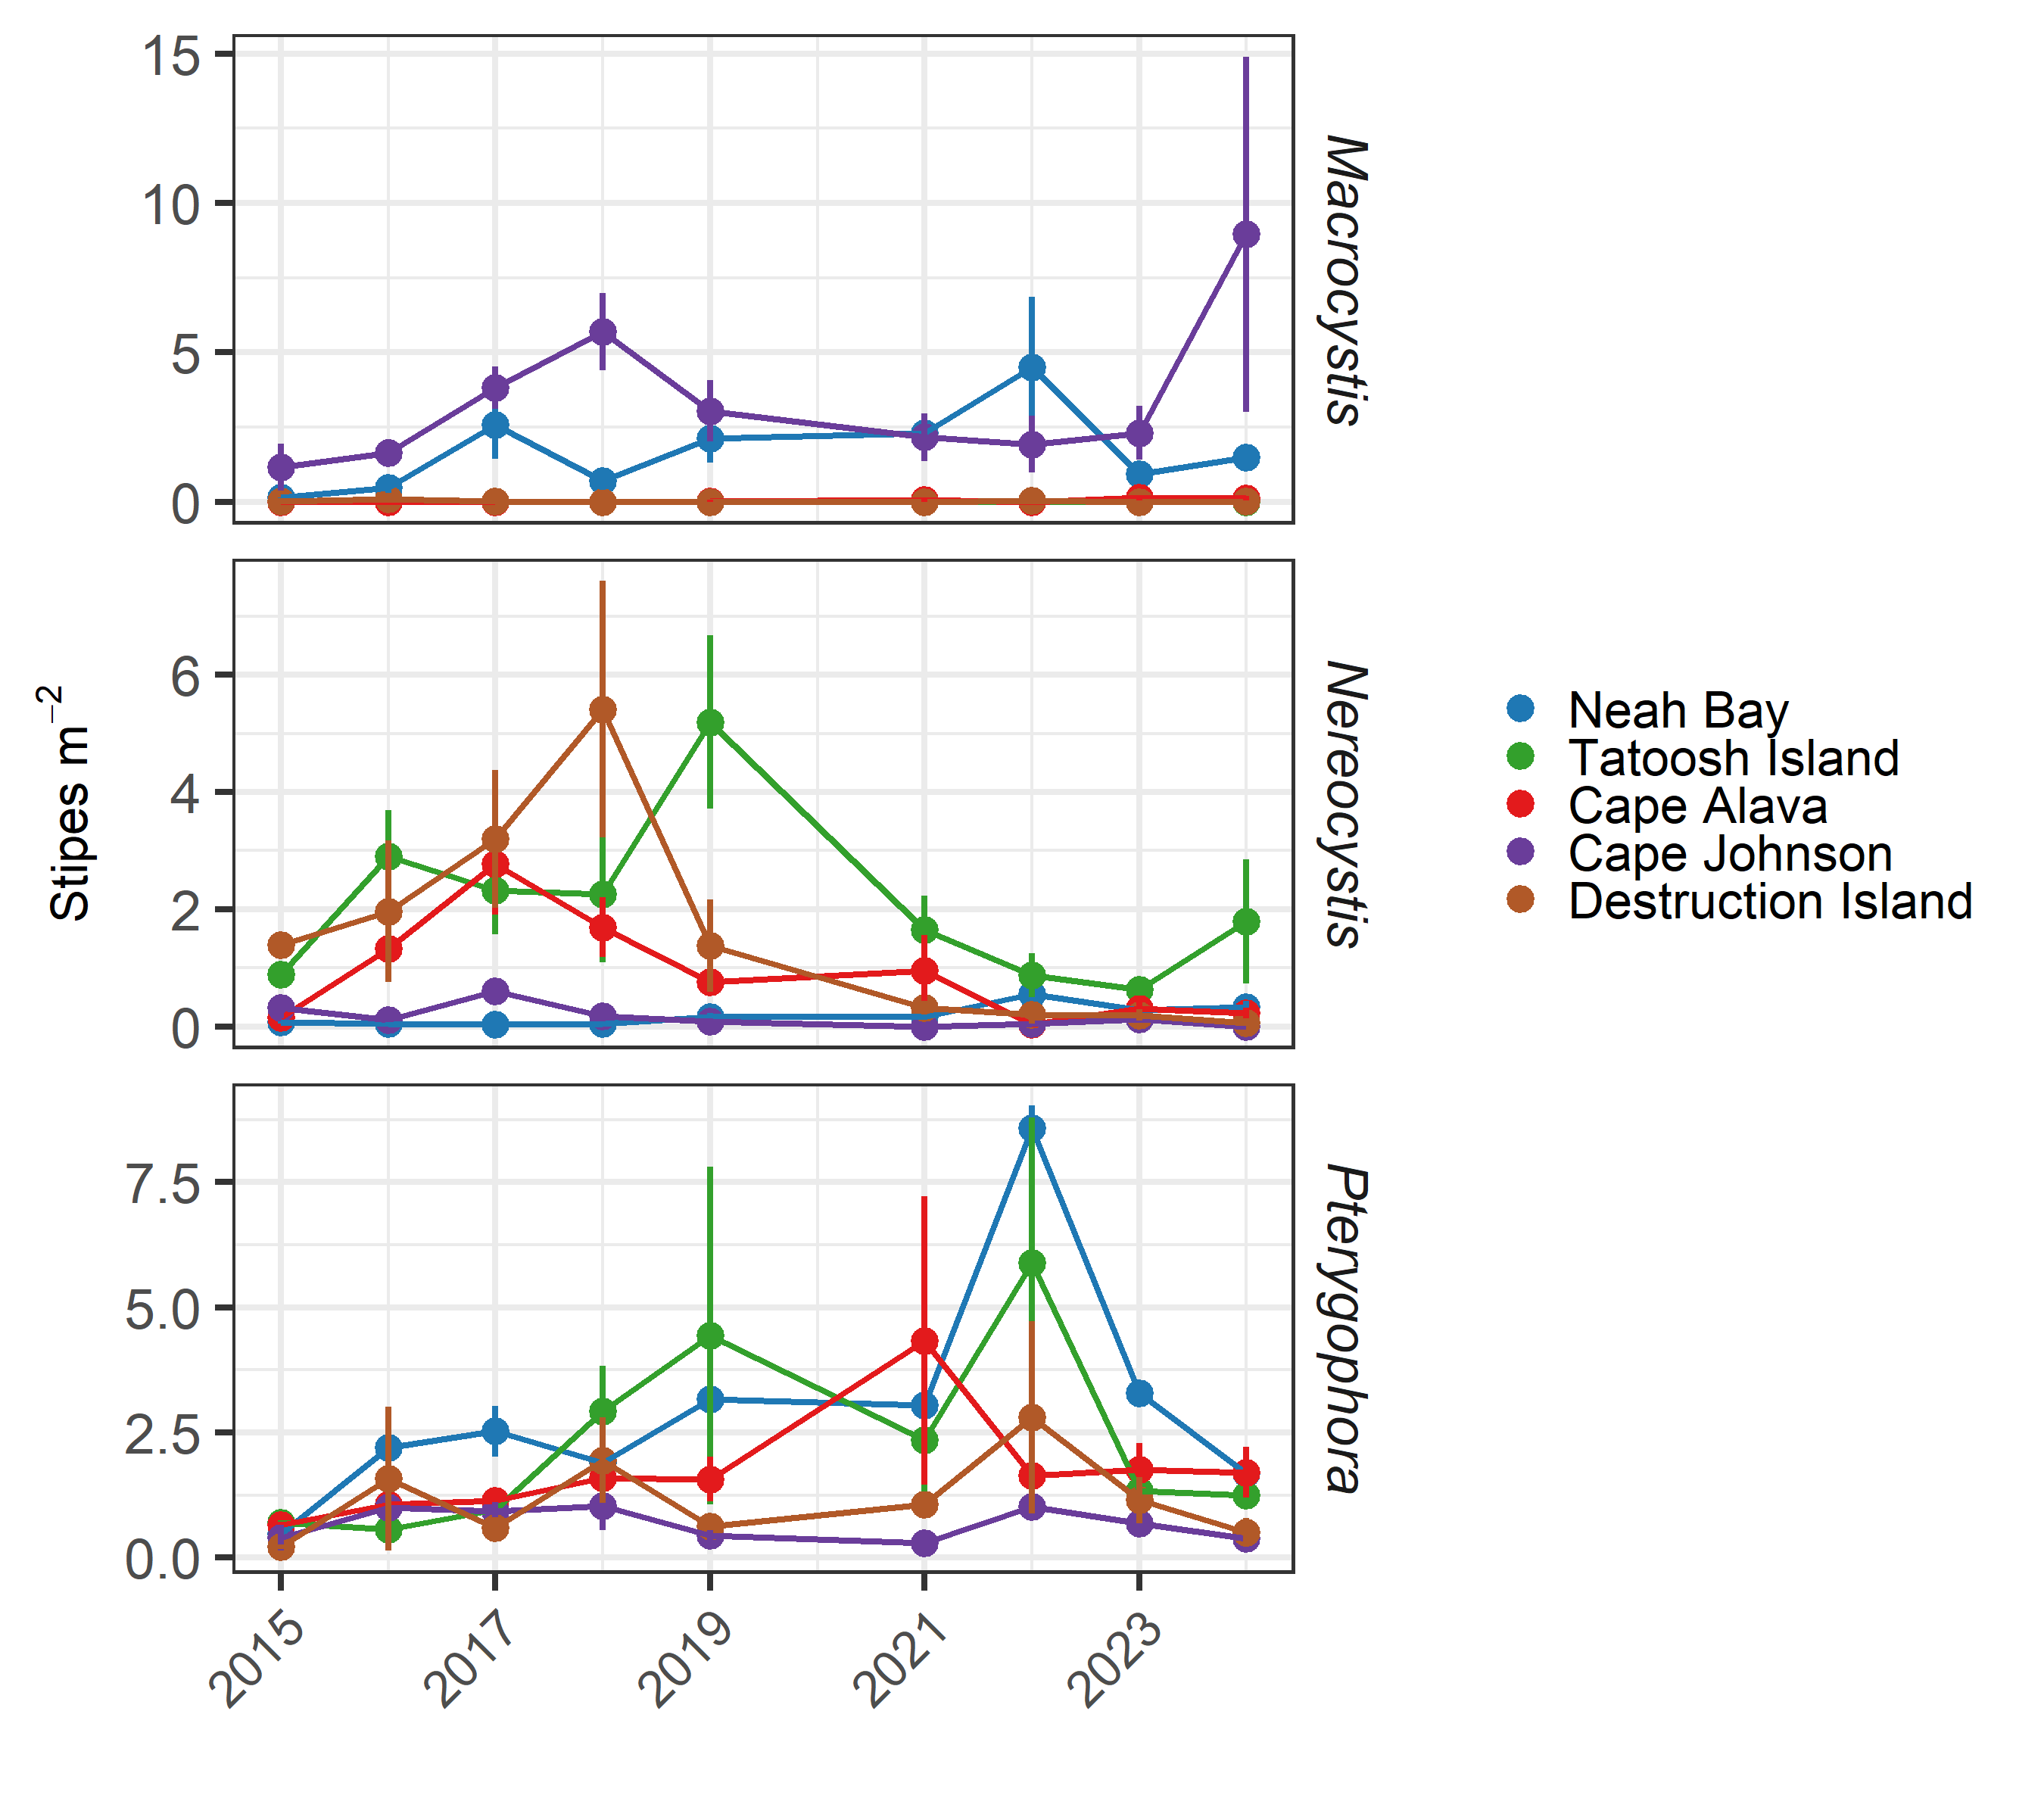 15
10
5
0
Macrocystis
6
4
2
0
Nereocystis
Stipes m⁻²
7.5
5.0
2.5
0.0
Pterygophora
2015
2017
2019
2021
2023
Neah Bay
Tatoosh Island
Cape Alava
Cape Johnson
Destruction Island